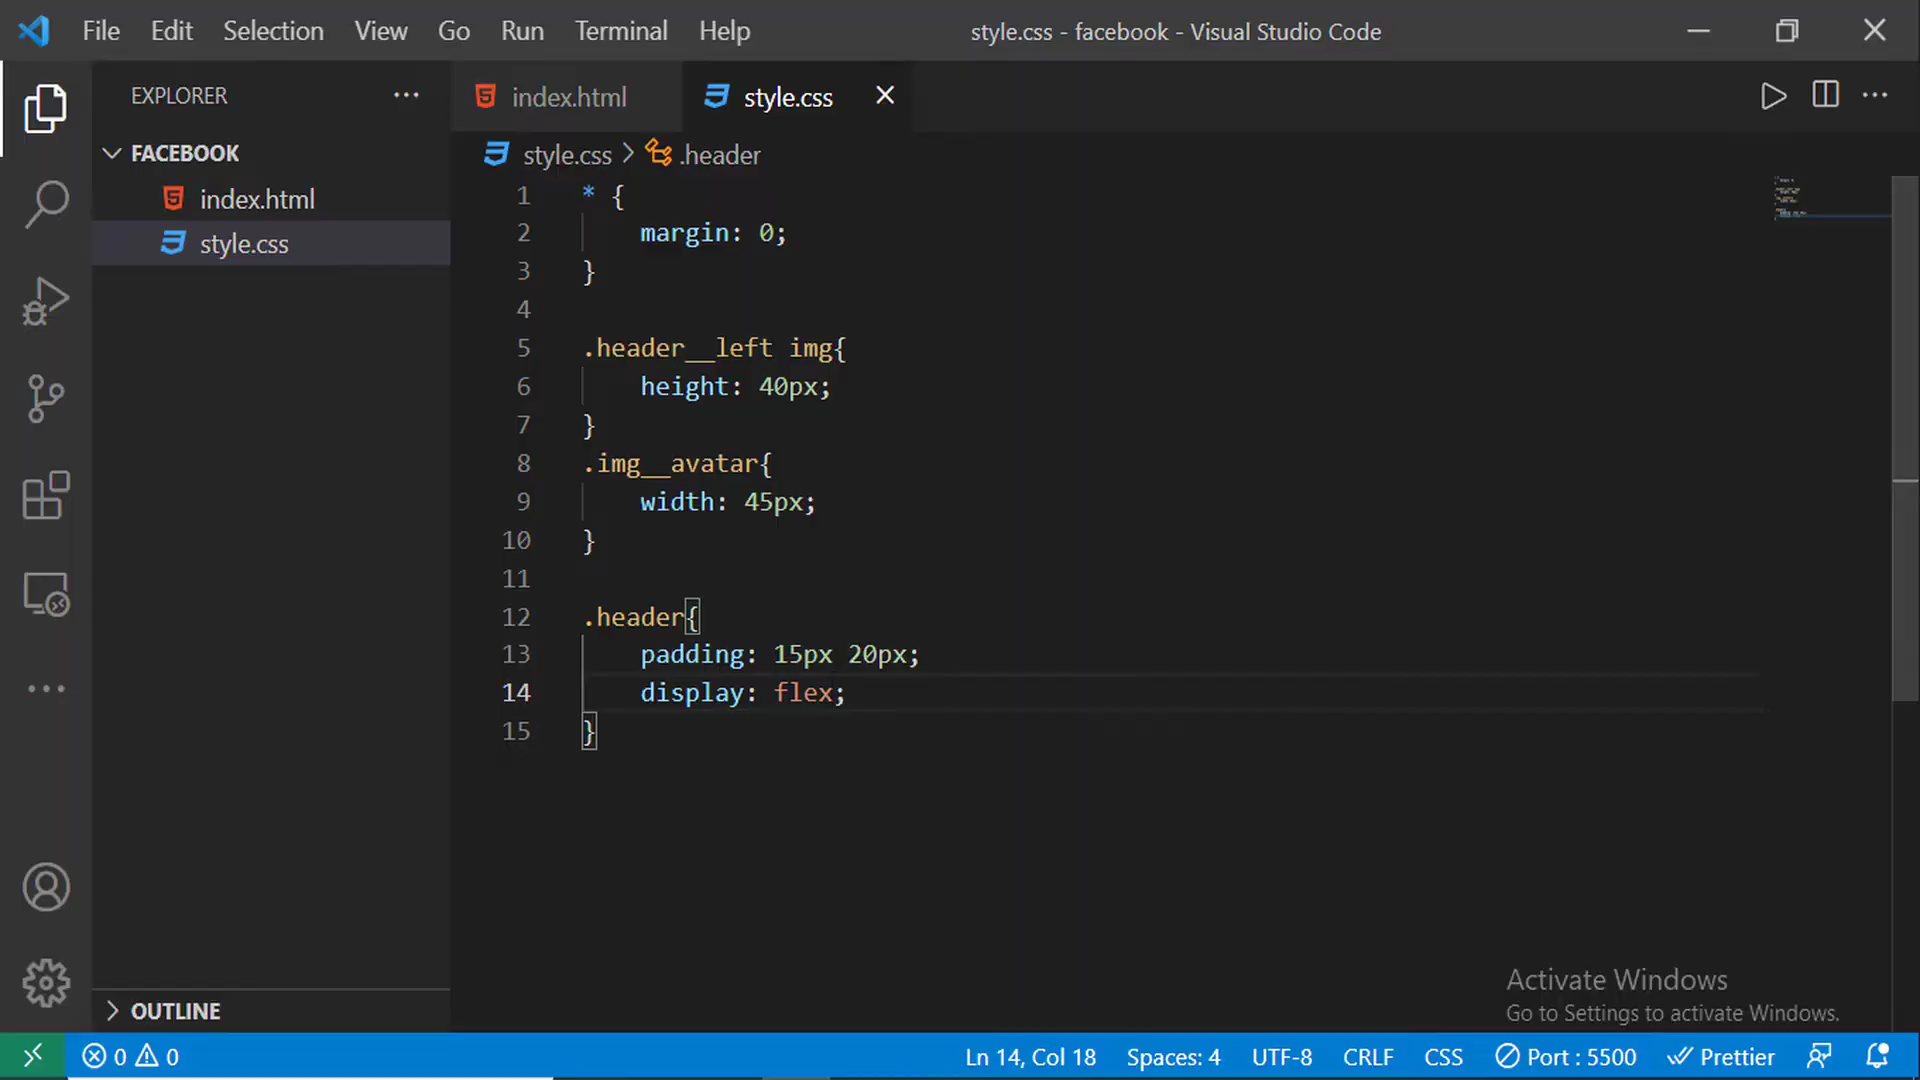 File Edit Selection View Go Run Terminal Help style.css - facebook - Visual Studio Code
EXPLORER
index.html style.css
FACEBOOK
index.html
style.css
OUTLINE
style.css > .header
1 * {
2 margin: 0;
3 }
4
5 .header__left img{
6 height: 40px;
7 }
8 .img__avatar{
9 width: 45px;
10 }
11
12 .header{
13 padding: 15px 20px;
14 display: flex;
15 }
Activate Windows
Go to Settings to activate Windows.
0 0 Ln 14, Col 18 Spaces: 4 UTF-8 CRLF CSS Port : 5500 Prettier